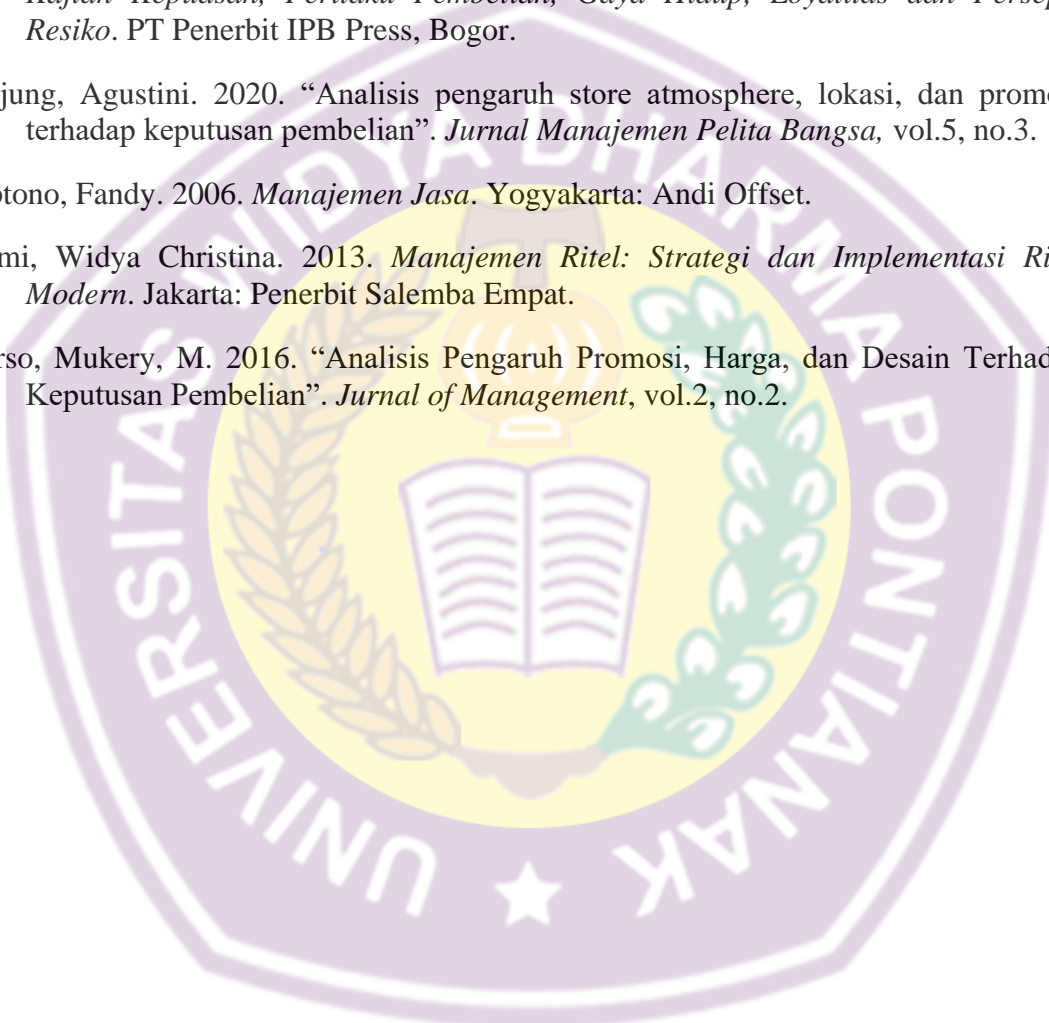 Kajian Kepuasan, Perilaku Pembelian, Gaya Hidup, Loyalitas dan Persep
Resiko. PT Penerbit IPB Press, Bogor.
jung, Agustini. 2020. “Analisis pengaruh store atmosphere, lokasi, dan promo
terhadap keputusan pembelian”. Jurnal Manajemen Pelita Bangsa, vol.5, no.3.
otono, Fandy. 2006. Manajemen Jasa. Yogyakarta: Andi Offset.
mi, Widya Christina. 2013. Manajemen Ritel: Strategi dan Implementasi Ri
Modern. Jakarta: Penerbit Salemba Empat.
rso, Mukery, M. 2016. “Analisis Pengaruh Promosi, Harga, dan Desain Terhad
Keputusan Pembelian”. Jurnal of Management, vol.2, no.2.
UNIVERSITAS WIDYA DHARMA PONTIANAK